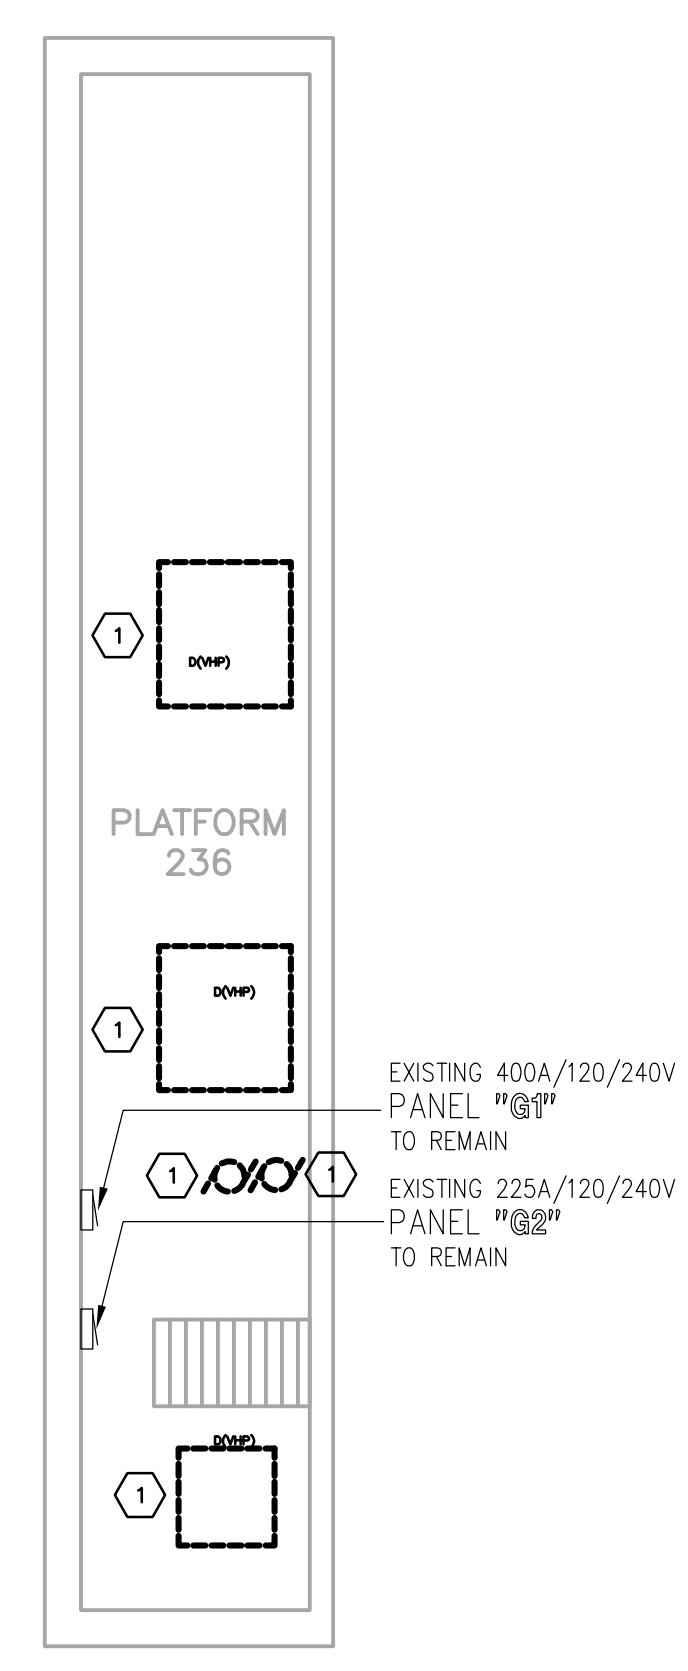 1
D(VHP)
PLATFORM
236
D(VHP)
1
EXISTING 400A/120/240V
PANEL "G1"
TO REMAIN
1
1
EXISTING 225A/120/240V
PANEL "G2"
TO REMAIN
D(VHP)
1